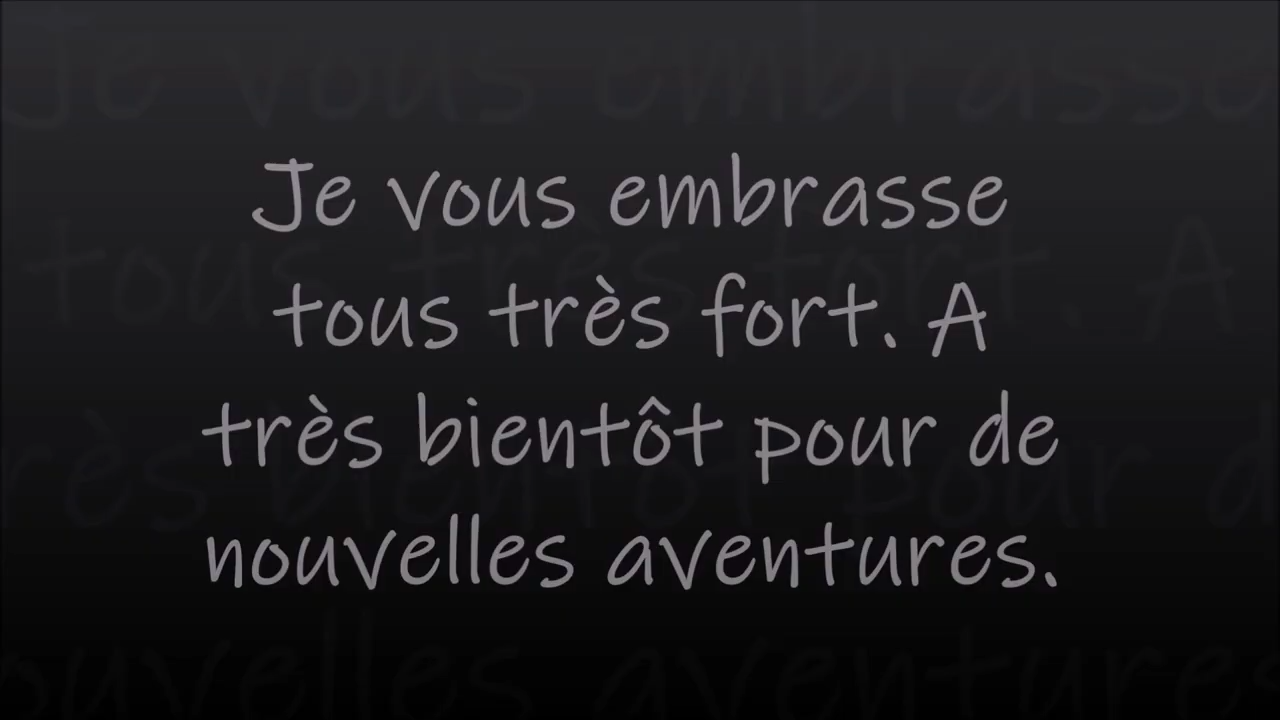 Je vous embrasse
tous très fort. A
très bientôt pour de
nouvelles aventures.